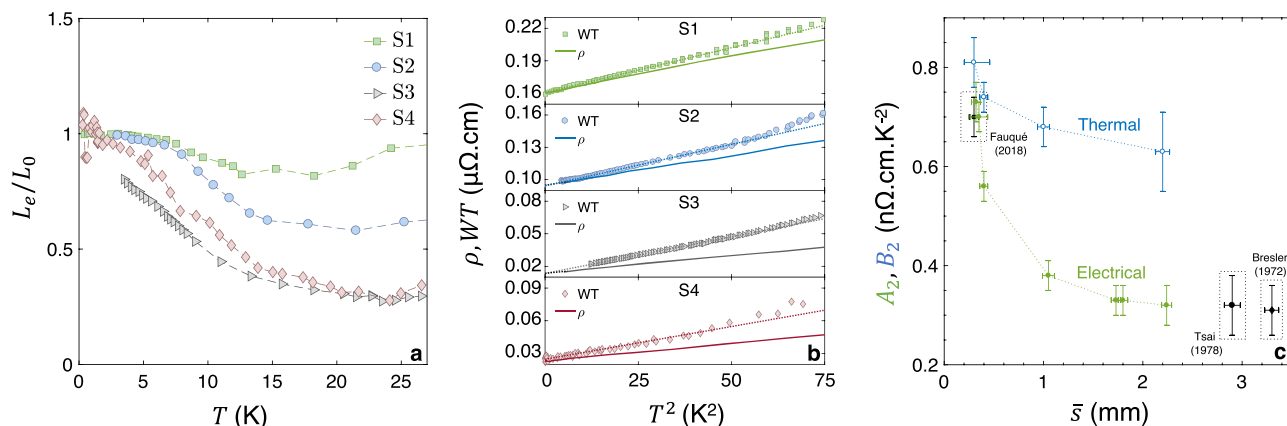 1.5
1
0.5
0
0
5
10
15
20
25
L_e/L_0
T (K)
S1
S2
S3
S4
a
ρ, WT (μΩ.cm)
0.22
0.19
0.16
WT
ρ
S1
0.16
0.13
0.10
WT
ρ
S2
0.08
0.05
0.02
WT
ρ
S3
0.09
0.06
0.03
WT
ρ
S4
0
25
50
75
T² (K²)
b
A₂, B₂ (nΩ.cm.K⁻²)
0.8
0.6
0.4
0.2
0
1
2
3
s̄ (mm)
Thermal
Fauqué
(2018)
Electrical
Bresler
(1972)
Tsai
(1978)
c